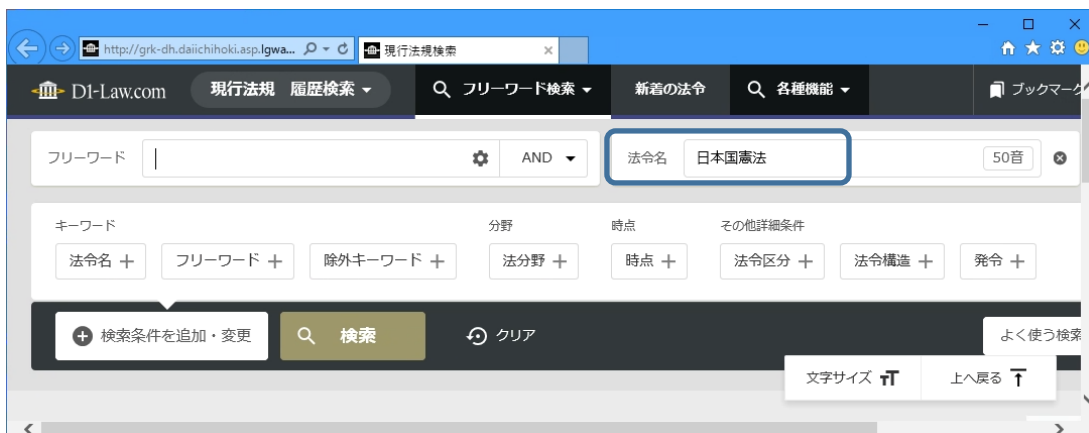 http://grk-dh.daiichihoki.asp.lgwa... 現行法規検索
D1-Law.com 現行法規 履歴検索 フリーワード検索 新着の法令 各種機能 ブックマーク
フリーワード AND 法令名 日本国憲法 50音
キーワード 分野 時点 その他詳細条件
法令名 + フリーワード + 除外キーワード + 法分野 + 時点 + 法令区分 + 法令構造 + 発令 +
検索条件を追加・変更 検索 クリア よく使う検索
文字サイズ 上へ戻る